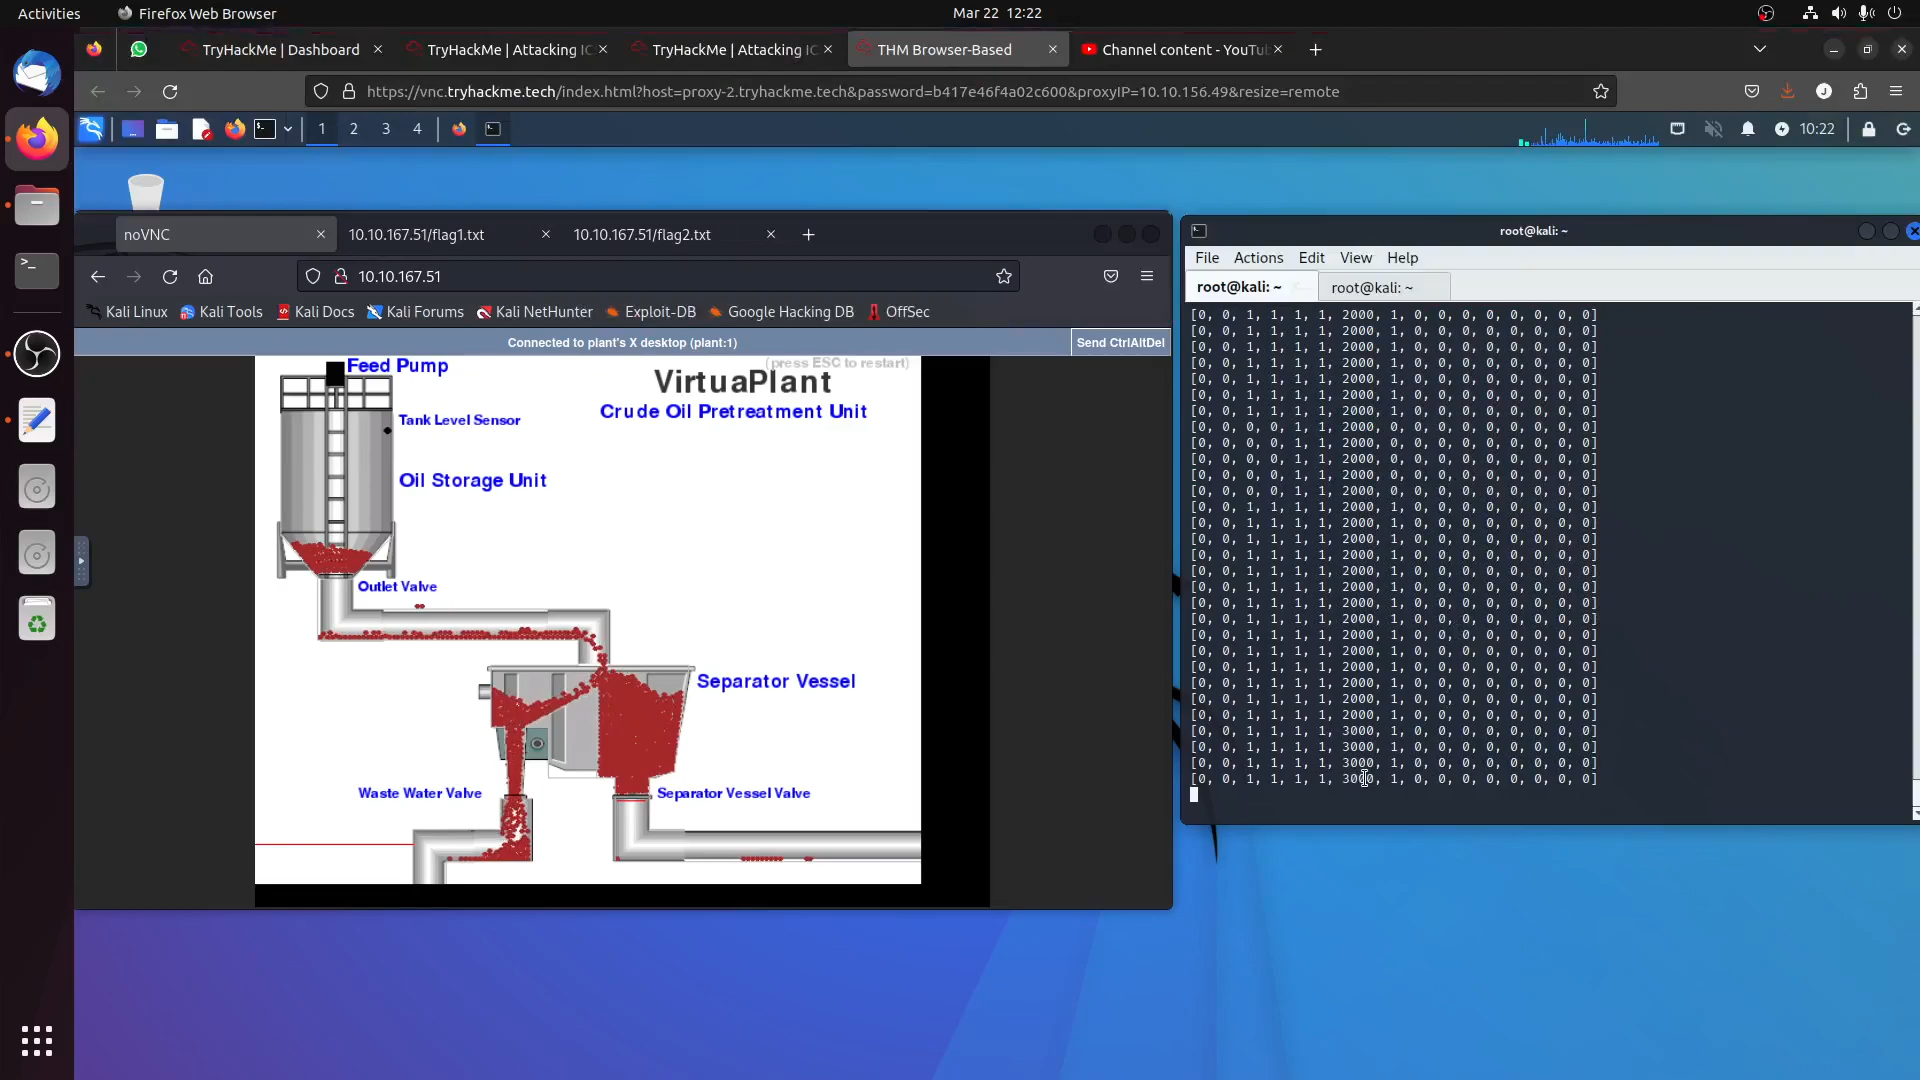 Activities
Firefox Web Browser
Mar 22 12:22
TryHackMe | Dashboard
TryHackMe | Attacking IC
TryHackMe | Attacking IC
THM Browser-Based
Channel content - YouTu
https://vnc.tryhackme.tech/index.html?host=proxy-2.tryhackme.tech&password=b417e46f4a02c600&proxyIP=10.10.156.49&resize=remote
1 2 3 4
10:22
noVNC
10.10.167.51/flag1.txt
10.10.167.51/flag2.txt
root@kali: ~
10.10.167.51
File Actions Edit View Help
root@kali: ~
root@kali: ~
Kali Linux
Kali Tools
Kali Docs
Kali Forums
Kali NetHunter
Exploit-DB
Google Hacking DB
OffSec
Connected to plant's X desktop (plant:1)
Send CtrlAltDel
Feed Pump
(press ESC to restart)
VirtuaPlant
Crude Oil Pretreatment Unit
Tank Level Sensor
Oil Storage Unit
Outlet Valve
Separator Vessel
Waste Water Valve
Separator Vessel Valve
[0, 0, 1, 1, 1, 1, 2000, 1, 0, 0, 0, 0, 0, 0, 0, 0]
[0, 0, 1, 1, 1, 1, 2000, 1, 0, 0, 0, 0, 0, 0, 0, 0]
[0, 0, 1, 1, 1, 1, 2000, 1, 0, 0, 0, 0, 0, 0, 0, 0]
[0, 0, 1, 1, 1, 1, 2000, 1, 0, 0, 0, 0, 0, 0, 0, 0]
[0, 0, 1, 1, 1, 1, 2000, 1, 0, 0, 0, 0, 0, 0, 0, 0]
[0, 0, 1, 1, 1, 1, 2000, 0, 0, 0, 0, 0, 0, 0, 0, 0]
[0, 0, 1, 1, 1, 1, 2000, 0, 0, 0, 0, 0, 0, 0, 0, 0]
[0, 0, 0, 0, 1, 1, 2000, 0, 0, 0, 0, 0, 0, 0, 0, 0]
[0, 0, 0, 0, 1, 1, 2000, 0, 0, 0, 0, 0, 0, 0, 0, 0]
[0, 0, 0, 0, 1, 1, 2000, 0, 0, 0, 0, 0, 0, 0, 0, 0]
[0, 0, 0, 0, 1, 1, 2000, 0, 0, 0, 0, 0, 0, 0, 0, 0]
[0, 0, 0, 0, 1, 1, 2000, 0, 0, 0, 0, 0, 0, 0, 0, 0]
[0, 0, 1, 1, 1, 1, 2000, 1, 0, 0, 0, 0, 0, 0, 0, 0]
[0, 0, 1, 1, 1, 1, 2000, 1, 0, 0, 0, 0, 0, 0, 0, 0]
[0, 0, 1, 1, 1, 1, 2000, 1, 0, 0, 0, 0, 0, 0, 0, 0]
[0, 0, 1, 1, 1, 1, 2000, 1, 0, 0, 0, 0, 0, 0, 0, 0]
[0, 0, 1, 1, 1, 1, 2000, 1, 0, 0, 0, 0, 0, 0, 0, 0]
[0, 0, 1, 1, 1, 1, 2000, 1, 0, 0, 0, 0, 0, 0, 0, 0]
[0, 0, 1, 1, 1, 1, 2000, 1, 0, 0, 0, 0, 0, 0, 0, 0]
[0, 0, 1, 1, 1, 1, 2000, 1, 0, 0, 0, 0, 0, 0, 0, 0]
[0, 0, 1, 1, 1, 1, 2000, 1, 0, 0, 0, 0, 0, 0, 0, 0]
[0, 0, 1, 1, 1, 1, 2000, 1, 0, 0, 0, 0, 0, 0, 0, 0]
[0, 0, 1, 1, 1, 1, 2000, 1, 0, 0, 0, 0, 0, 0, 0, 0]
[0, 0, 1, 1, 1, 1, 2000, 1, 0, 0, 0, 0, 0, 0, 0, 0]
[0, 0, 1, 1, 1, 1, 2000, 1, 0, 0, 0, 0, 0, 0, 0, 0]
[0, 0, 1, 1, 1, 1, 2000, 1, 0, 0, 0, 0, 0, 0, 0, 0]
[0, 0, 1, 1, 1, 1, 3000, 1, 0, 0, 0, 0, 0, 0, 0, 0]
[0, 0, 1, 1, 1, 1, 3000, 1, 0, 0, 0, 0, 0, 0, 0, 0]
[0, 0, 1, 1, 1, 1, 3000, 1, 0, 0, 0, 0, 0, 0, 0, 0]
[0, 0, 1, 1, 1, 1, 3000, 1, 0, 0, 0, 0, 0, 0, 0, 0]